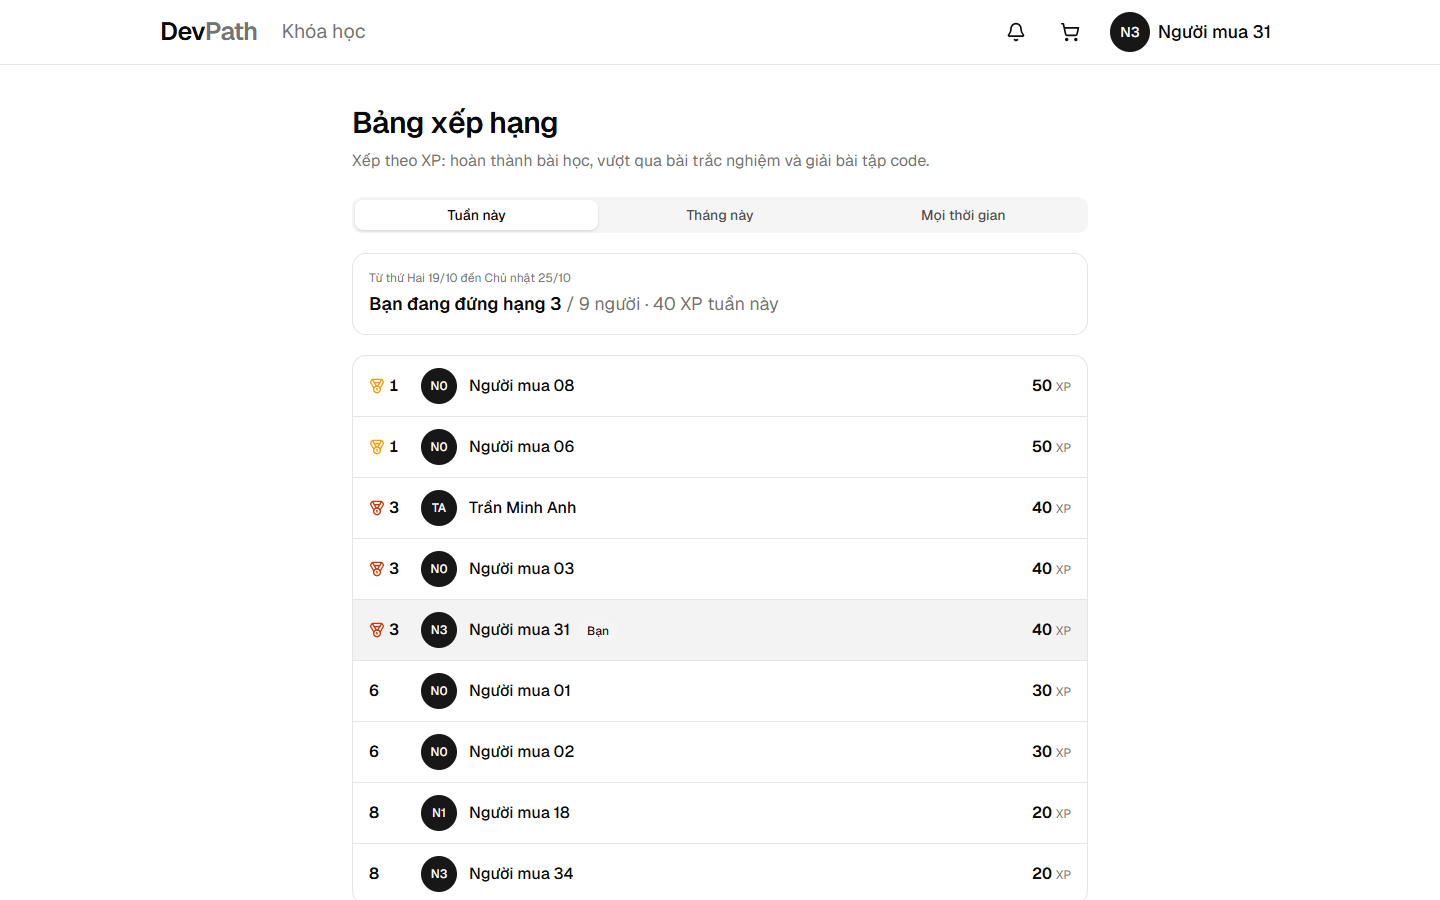 DevPath Khóa học N3 Người mua 31
Bảng xếp hạng
Xếp theo XP: hoàn thành bài học, vượt qua bài trắc nghiệm và giải bài tập code.
Tuần này Tháng này Mọi thời gian
Từ thứ Hai 19/10 đến Chủ nhật 25/10
Bạn đang đứng hạng 3 / 9 người · 40 XP tuần này
1 N0 Người mua 08 50 XP
1 N0 Người mua 06 50 XP
3 TA Trần Minh Anh 40 XP
3 N0 Người mua 03 40 XP
3 N3 Người mua 31 Bạn 40 XP
6 N0 Người mua 01 30 XP
6 N0 Người mua 02 30 XP
8 N1 Người mua 18 20 XP
8 N3 Người mua 34 20 XP